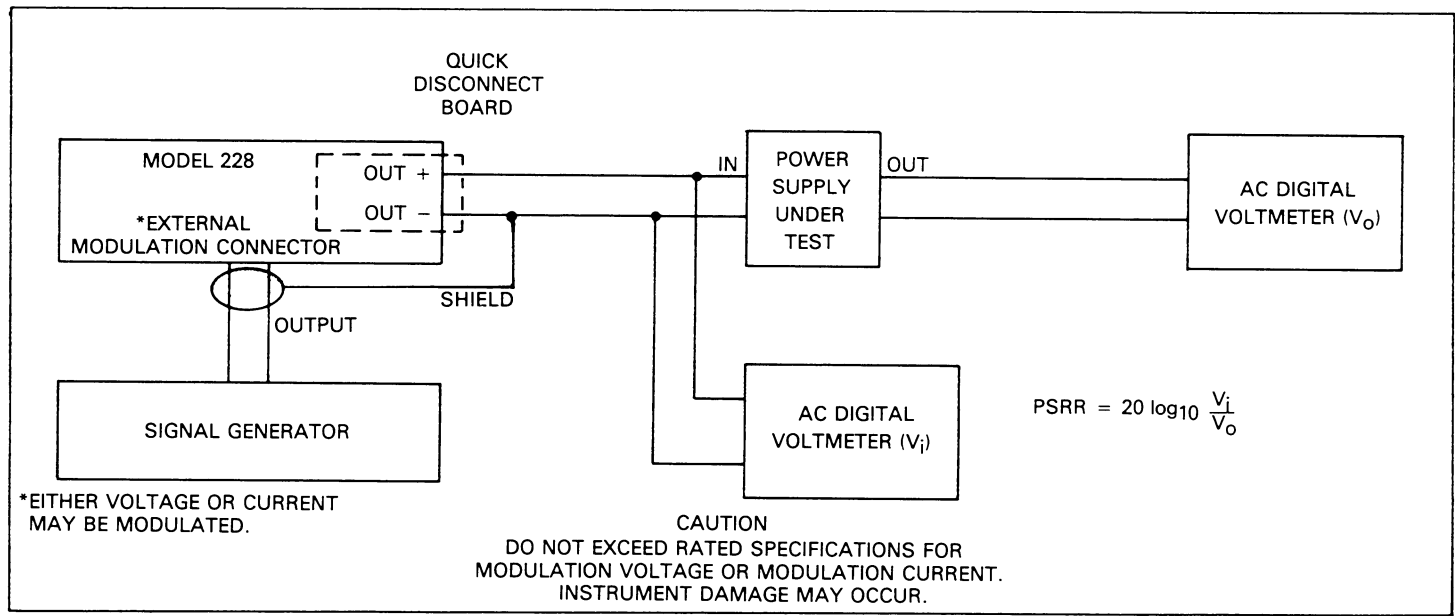 QUICK
DISCONNECT
BOARD
MODEL 228
OUT +
OUT −
*EXTERNAL
MODULATION CONNECTOR
IN
POWER
SUPPLY
UNDER
TEST
OUT
AC DIGITAL
VOLTMETER (Vo)
SHIELD
OUTPUT
SIGNAL GENERATOR
AC DIGITAL
VOLTMETER (Vi)
PSRR = 20 log10 Vi/Vo
*EITHER VOLTAGE OR CURRENT
MAY BE MODULATED.
CAUTION
DO NOT EXCEED RATED SPECIFICATIONS FOR
MODULATION VOLTAGE OR MODULATION CURRENT.
INSTRUMENT DAMAGE MAY OCCUR.